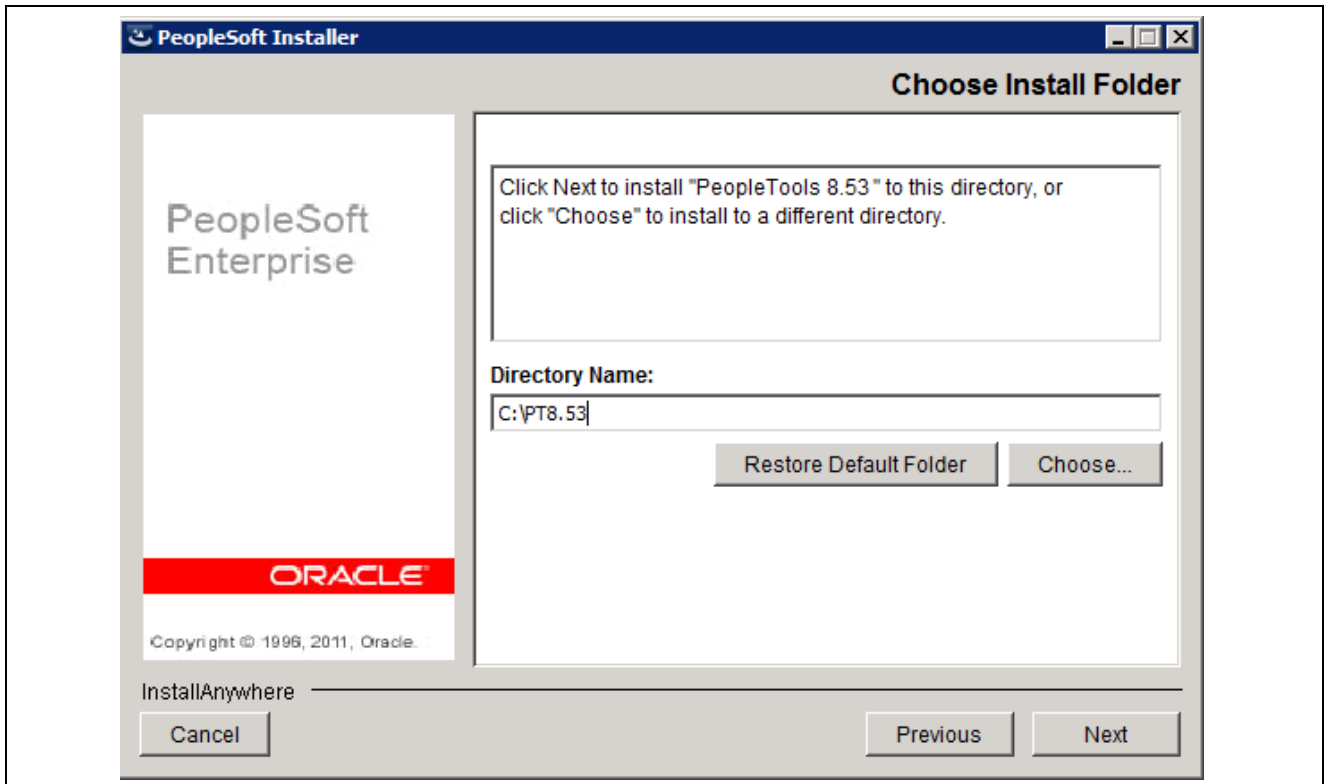 PeopleSoft Installer
Choose Install Folder
PeopleSoft
Enterprise
Click Next to install "PeopleTools 8.53" to this directory, or
click "Choose" to install to a different directory.
Directory Name:
C:\PT8.53
Restore Default Folder
Choose...
ORACLE
Copyright © 1996, 2011, Oracle.
InstallAnywhere
Cancel
Previous
Next